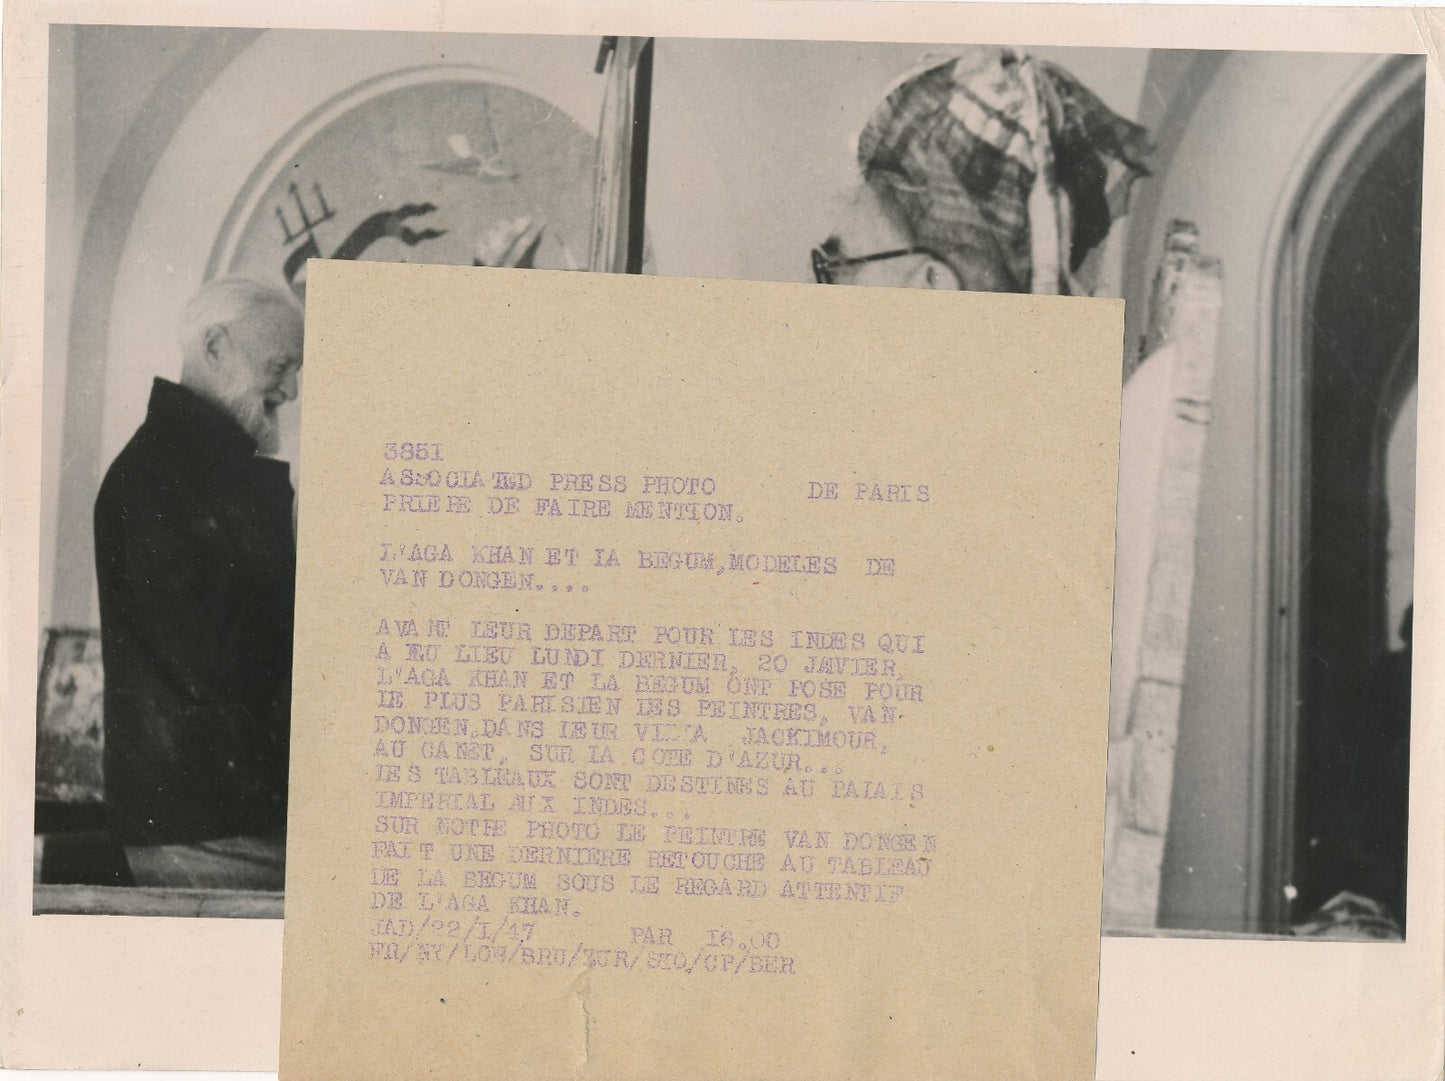 3851
ASSOCIATED PRESS PHOTO DE PARIS
PRIERE DE FAIRE MENTION.
L'AGA KHAN ET LA BEGUM,MODELES DE
VAN DONGEN....
AVANT LEUR DEPART POUR LES INDES QUI
A EU LIEU LUNDI DERNIER, 20 JANVIER,
L'AGA KHAN ET LA BEGUM ONT POSE POUR
LE PLUS PARISIEN DES PEINTRES, VAN
DONGEN,DANS LEUR VILLA JACKIMOUR,
AU CANET, SUR LA COTE D'AZUR...
LES TABLEAUX SONT DESTINES AU PALAIS
IMPERIAL AUX INDES...
SUR NOTRE PHOTO LE PEINTRE VAN DONGEN
FAIT UNE DERNIERE RETOUCHE AU TABLEAU
DE LA BEGUM SOUS LE REGARD ATTENTIF
DE L'AGA KHAN.
JAD/22/1/47 PAR 16.00
FR/NY/LON/BRU/ZUR/STO/CP/BER